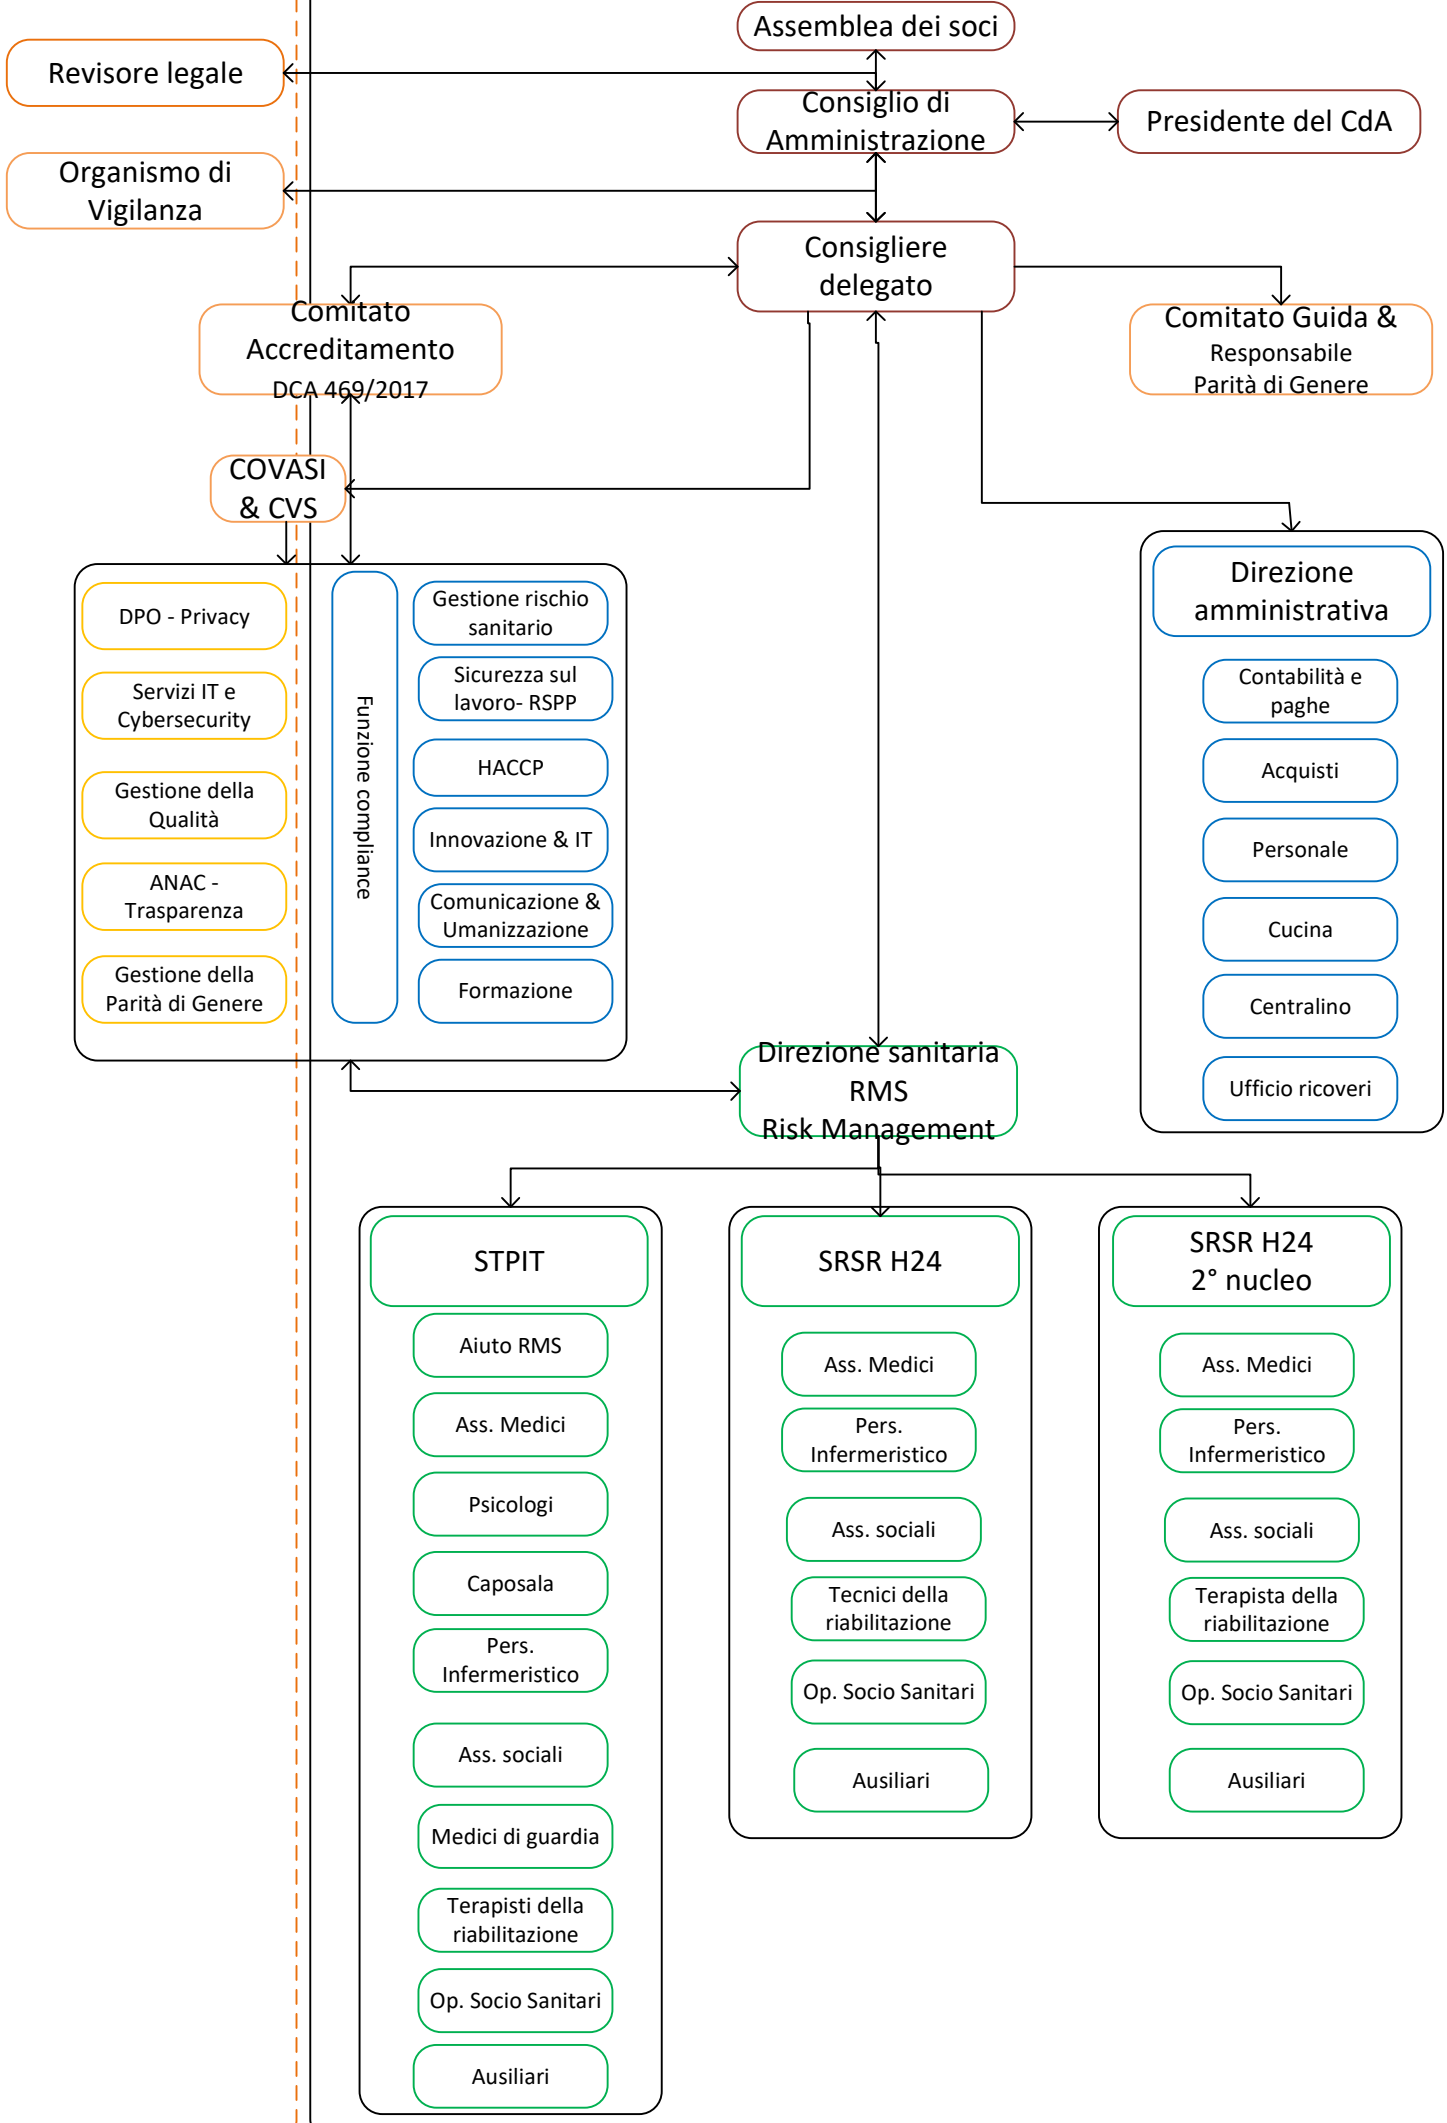 Assemblea dei soci
Revisore legale
Consiglio di
Amministrazione
Presidente del CdA
Organismo di
Vigilanza
Consigliere
delegato
Comitato
Accreditamento
DCA 469/2017
Comitato Guida &
Responsabile
Parità di Genere
COVASI
& CVS
DPO - Privacy
Servizi IT e
Cybersecurity
Gestione della
Qualità
ANAC -
Trasparenza
Gestione della
Parità di Genere
Funzione compliance
Gestione rischio
sanitario
Sicurezza sul
lavoro- RSPP
HACCP
Innovazione & IT
Comunicazione &
Umanizzazione
Formazione
Direzione
amministrativa
Contabilità e
paghe
Acquisti
Personale
Cucina
Centralino
Ufficio ricoveri
Direzione sanitaria
RMS
Risk Management
STPIT
Aiuto RMS
Ass. Medici
Psicologi
Caposala
Pers.
Infermeristico
Ass. sociali
Medici di guardia
Terapisti della
riabilitazione
Op. Socio Sanitari
Ausiliari
SRSR H24
Ass. Medici
Pers.
Infermeristico
Ass. sociali
Tecnici della
riabilitazione
Op. Socio Sanitari
Ausiliari
SRSR H24
2° nucleo
Ass. Medici
Pers.
Infermeristico
Ass. sociali
Terapista della
riabilitazione
Op. Socio Sanitari
Ausiliari